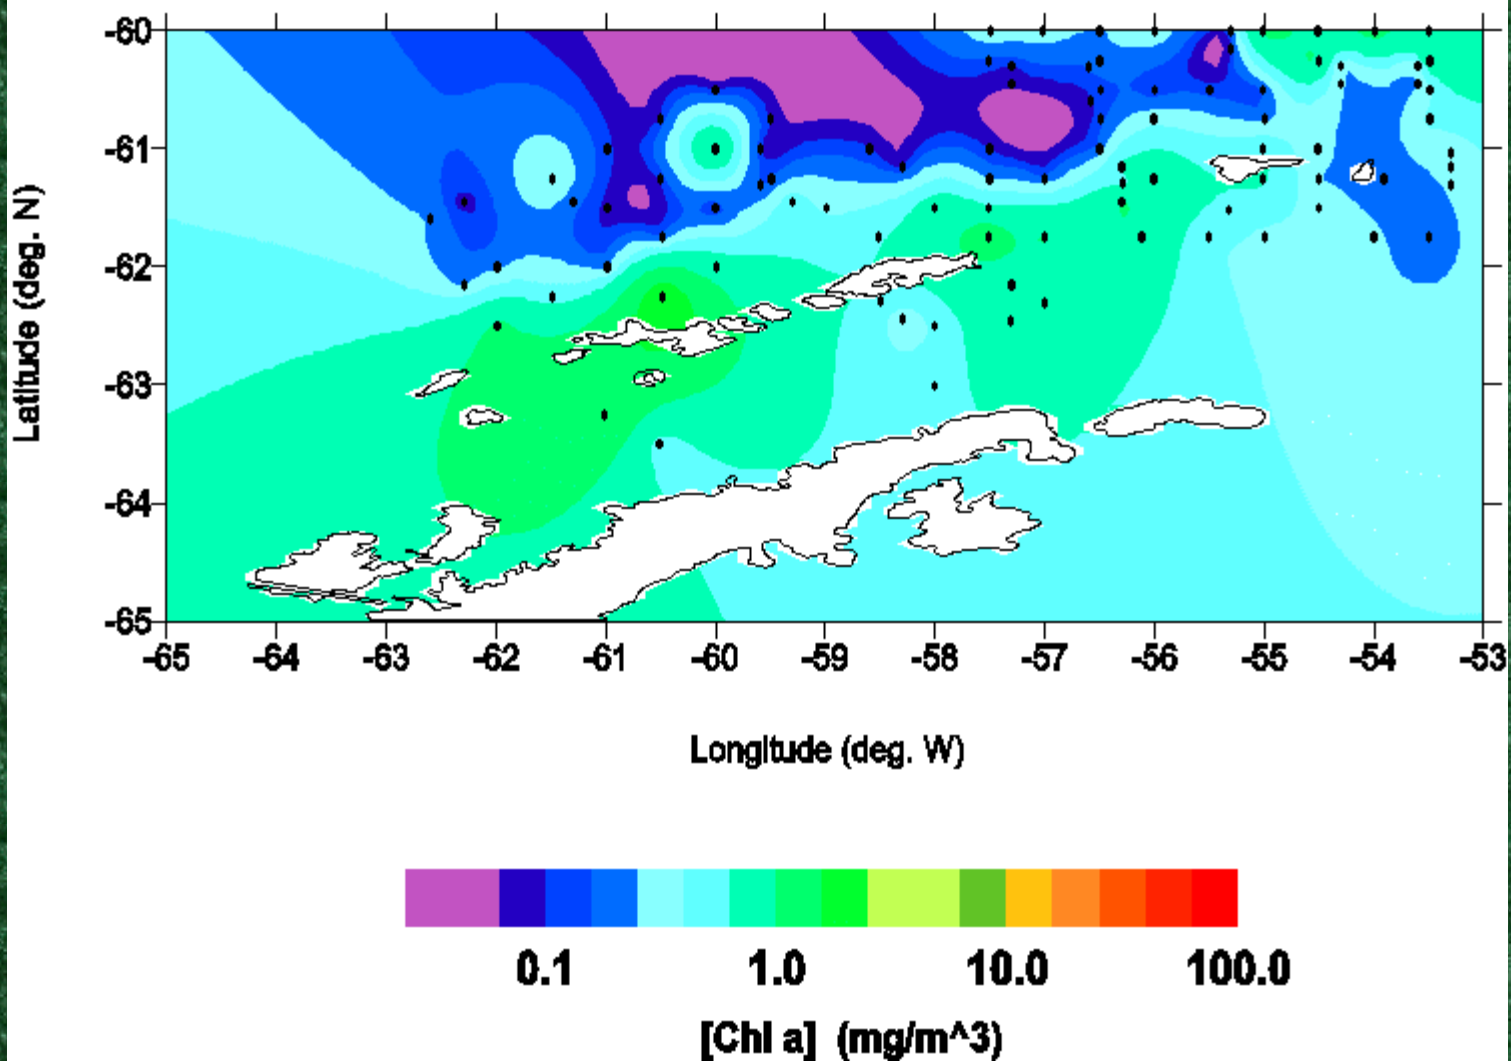 -60
-61
-62
-63
-64
-65
Latitude (deg. N)
-65 -64 -63 -62 -61 -60 -59 -58 -57 -56 -55 -54 -53
Longitude (deg. W)
0.1 1.0 10.0 100.0
[Chl a] (mg/m^3)